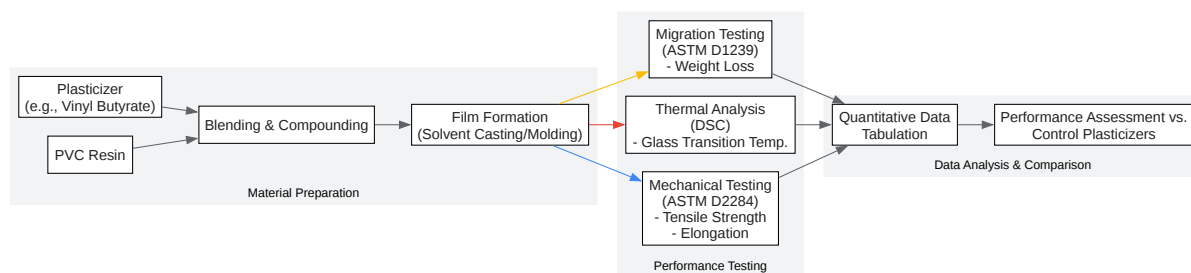 Plasticizer
(e.g., Vinyl Butyrate)
PVC Resin
Blending & Compounding
Film Formation
(Solvent Casting/Molding)
Material Preparation
Migration Testing
(ASTM D1239)
- Weight Loss
Thermal Analysis
(DSC)
- Glass Transition Temp.
Mechanical Testing
(ASTM D2284)
- Tensile Strength
- Elongation
Performance Testing
Quantitative Data
Tabulation
Performance Assessment vs.
Control Plasticizers
Data Analysis & Comparison